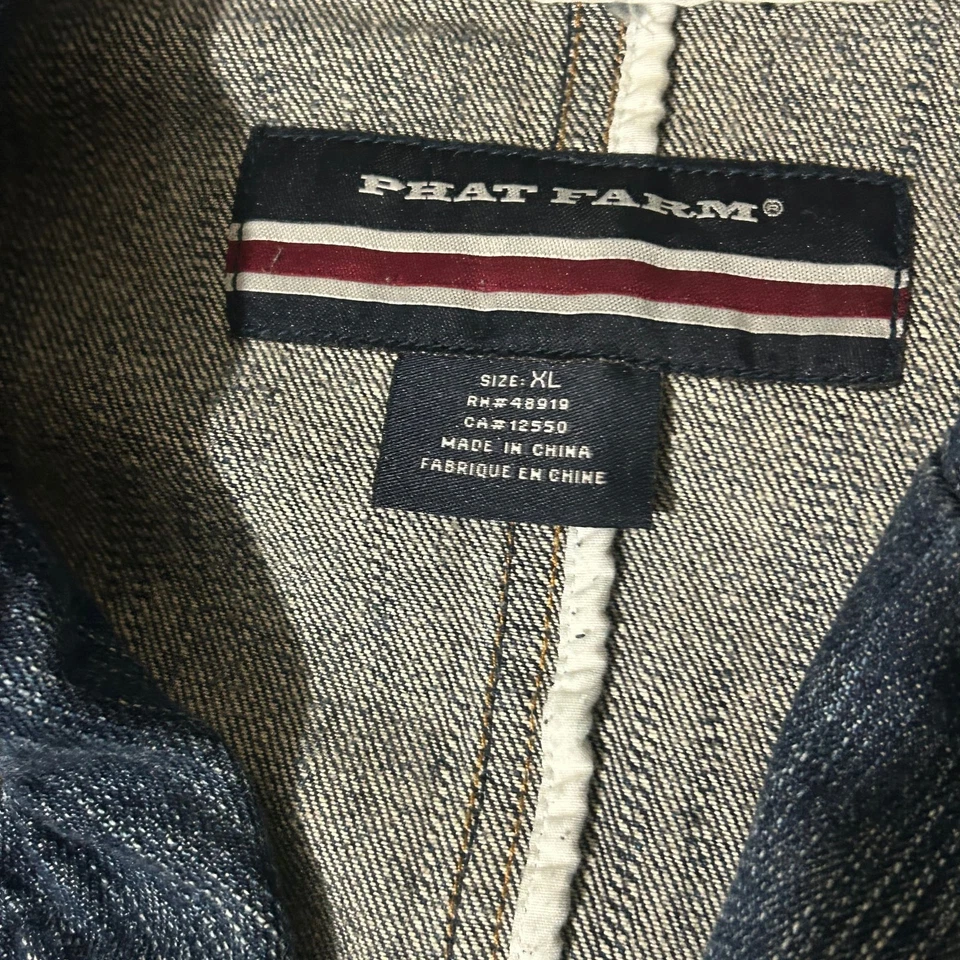 PHAT FARM®
SIZE: XL
RN#48919
CA#12550
MADE IN CHINA
FABRIQUE EN CHINE